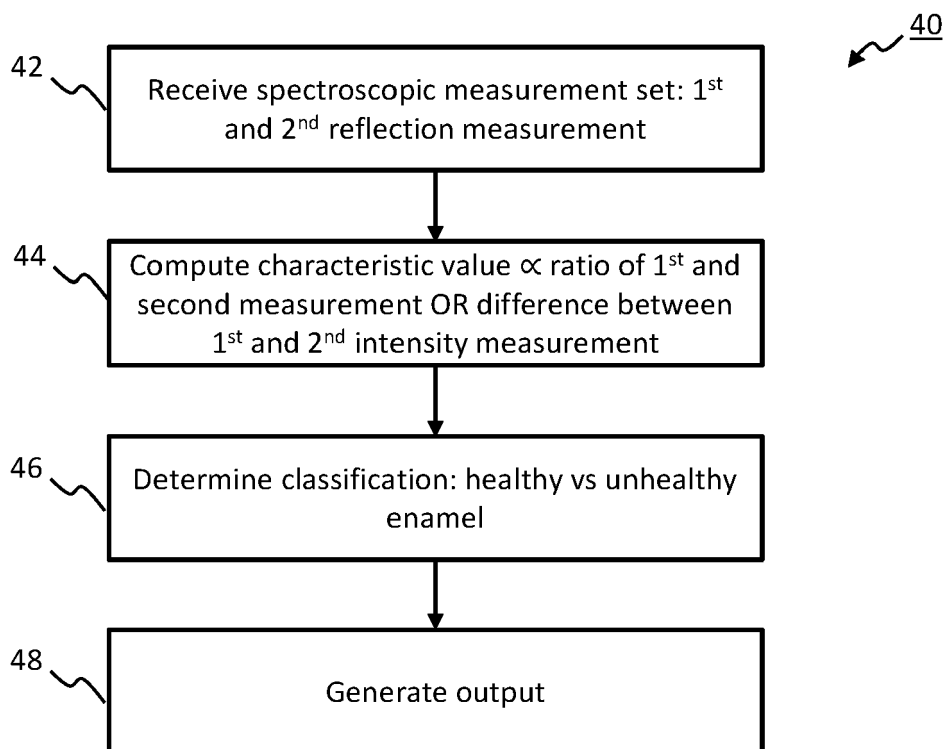 40
42
Receive spectroscopic measurement set: 1st
and 2nd reflection measurement
44
Compute characteristic value ∝ ratio of 1st and
second measurement OR difference between
1st and 2nd intensity measurement
46
Determine classification: healthy vs unhealthy
enamel
48
Generate output